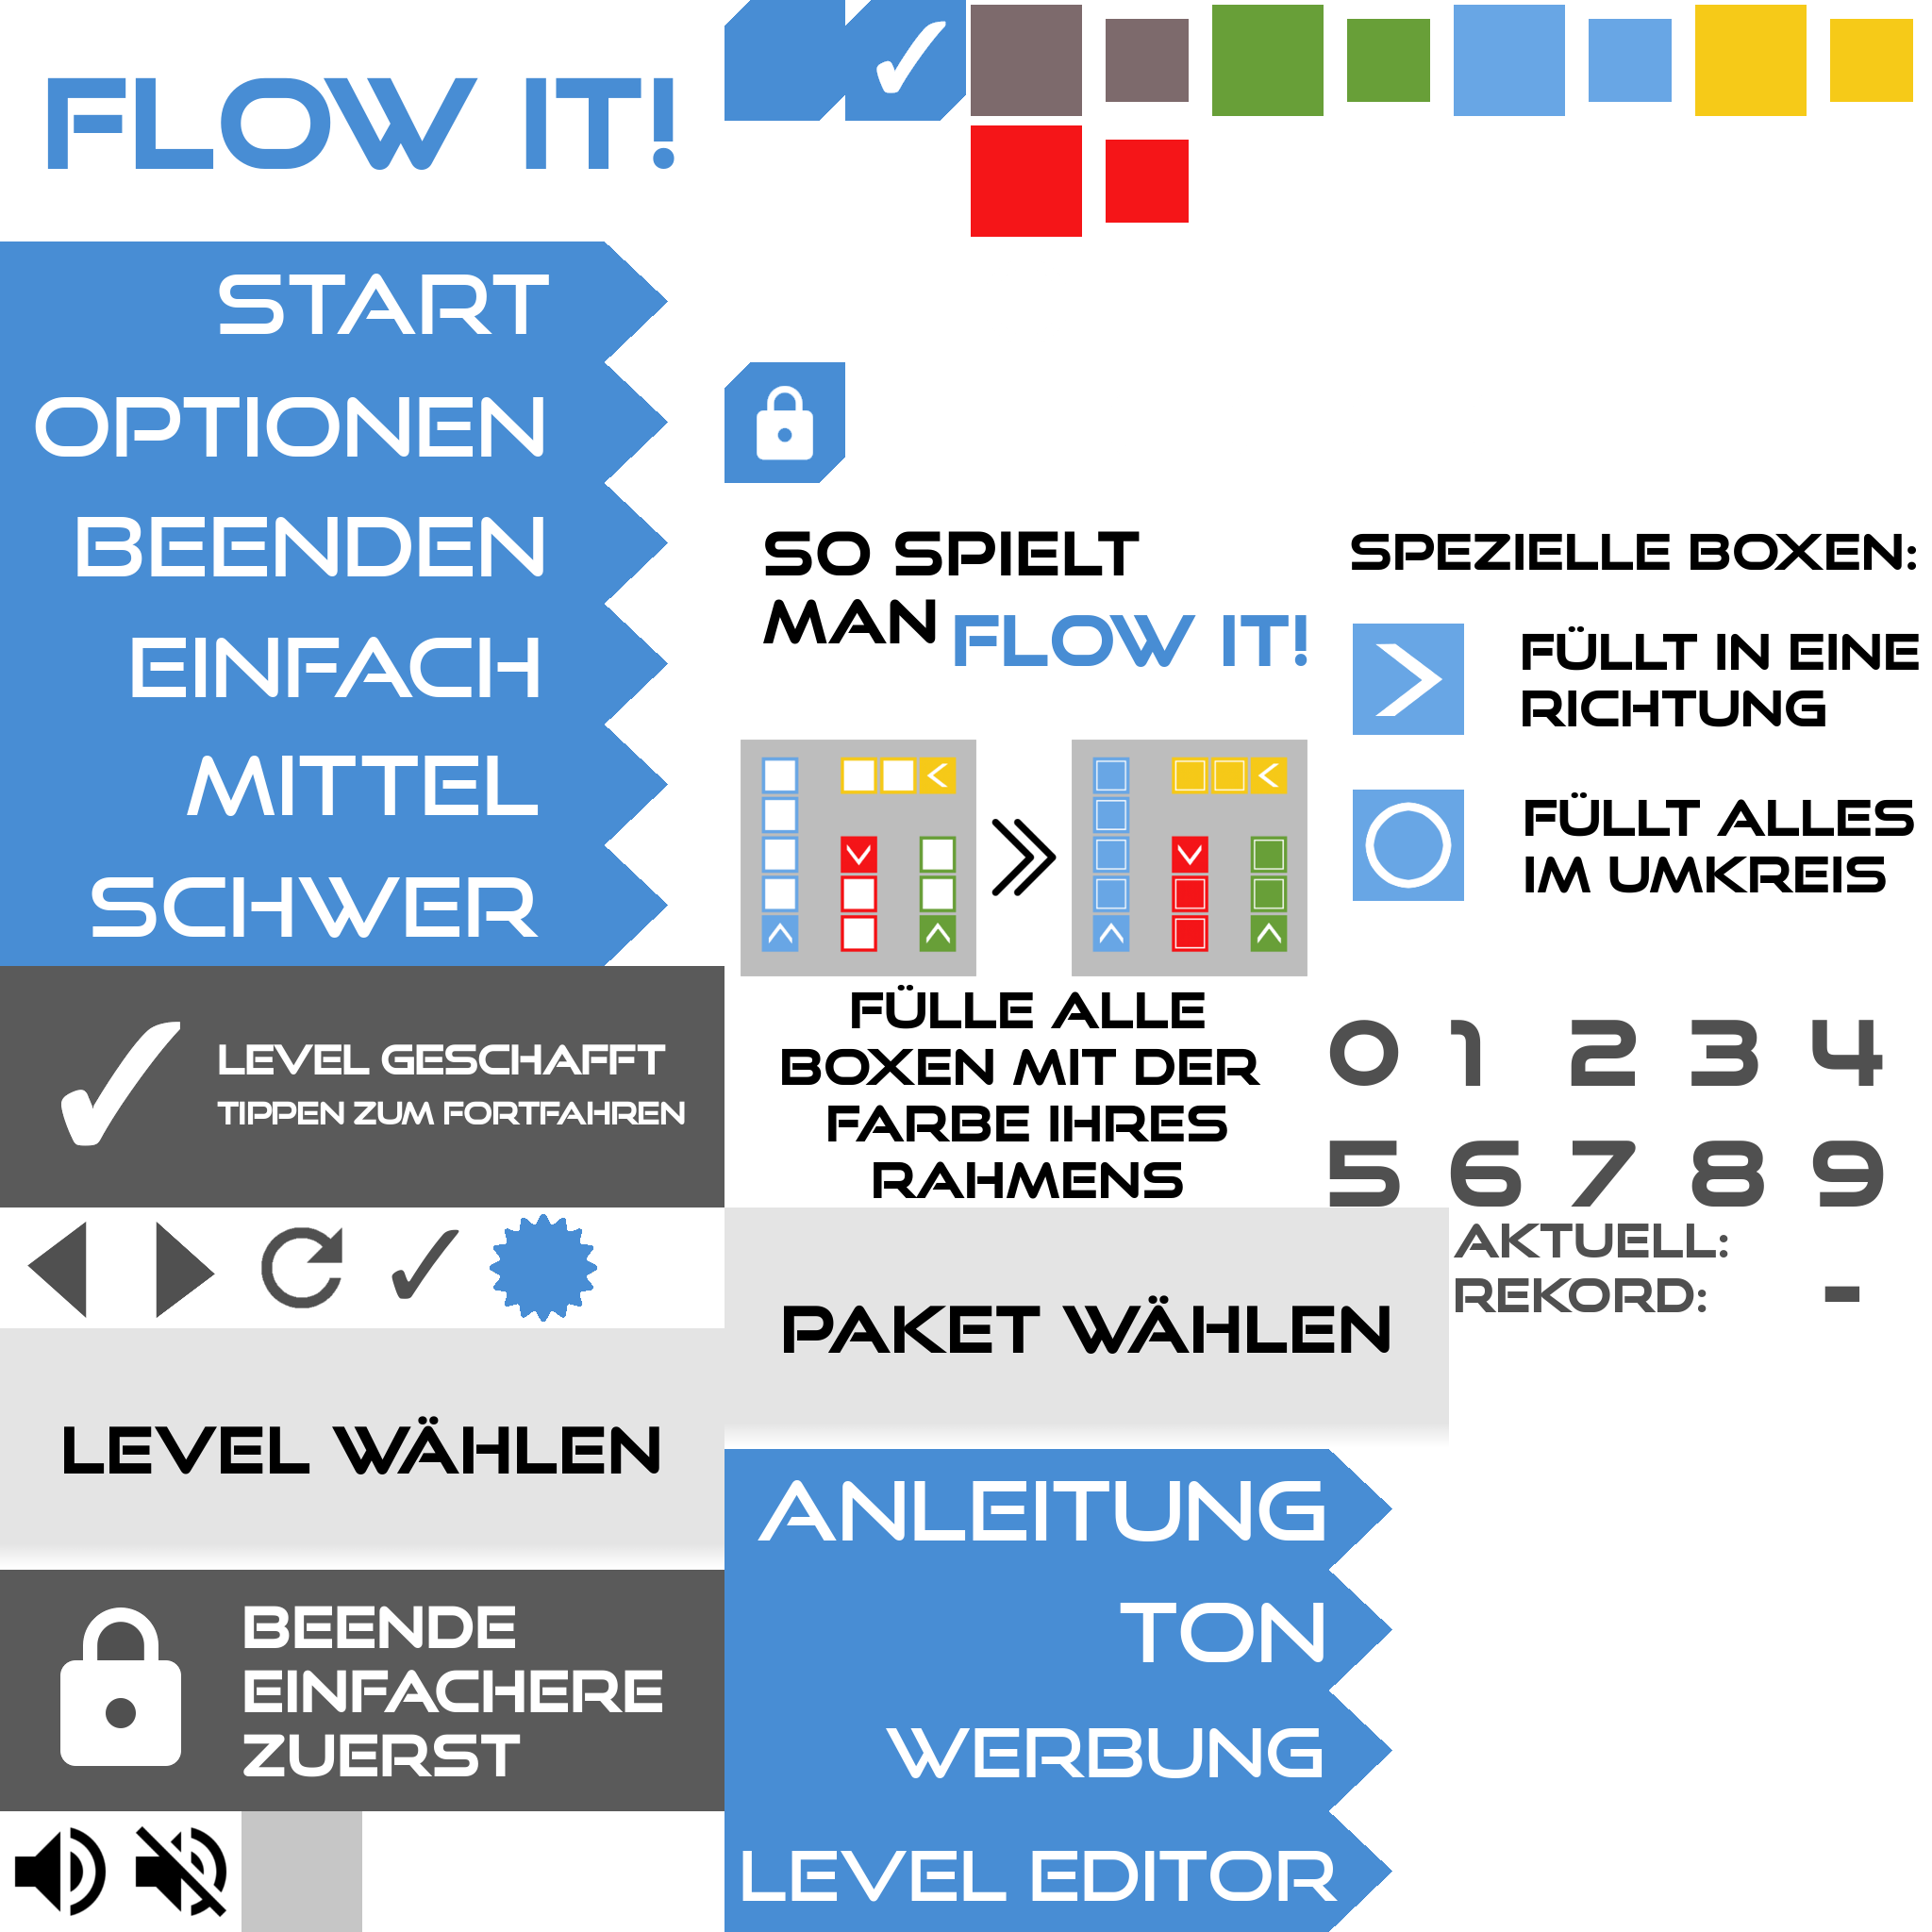 FLOW IT!
START
OPTIONEN
BEENDEN
EINFACH
MITTEL
SCHWER
LEVEL GESCHAFFT
TIPPEN ZUM FORTFAHREN
LEVEL WÄHLEN
BEENDE
EINFACHERE
ZUERST
SO SPIELT
MAN FLOW IT!
FÜLLE ALLE
BOXEN MIT DER
FARBE IHRES
RAHMENS
SPEZIELLE BOXEN:
FÜLLT IN EINE
RICHTUNG
FÜLLT ALLES
IM UMKREIS
0 1 2 3 4
5 6 7 8 9
AKTUELL:
REKORD: -
PAKET WÄHLEN
ANLEITUNG
TON
WERBUNG
LEVEL EDITOR